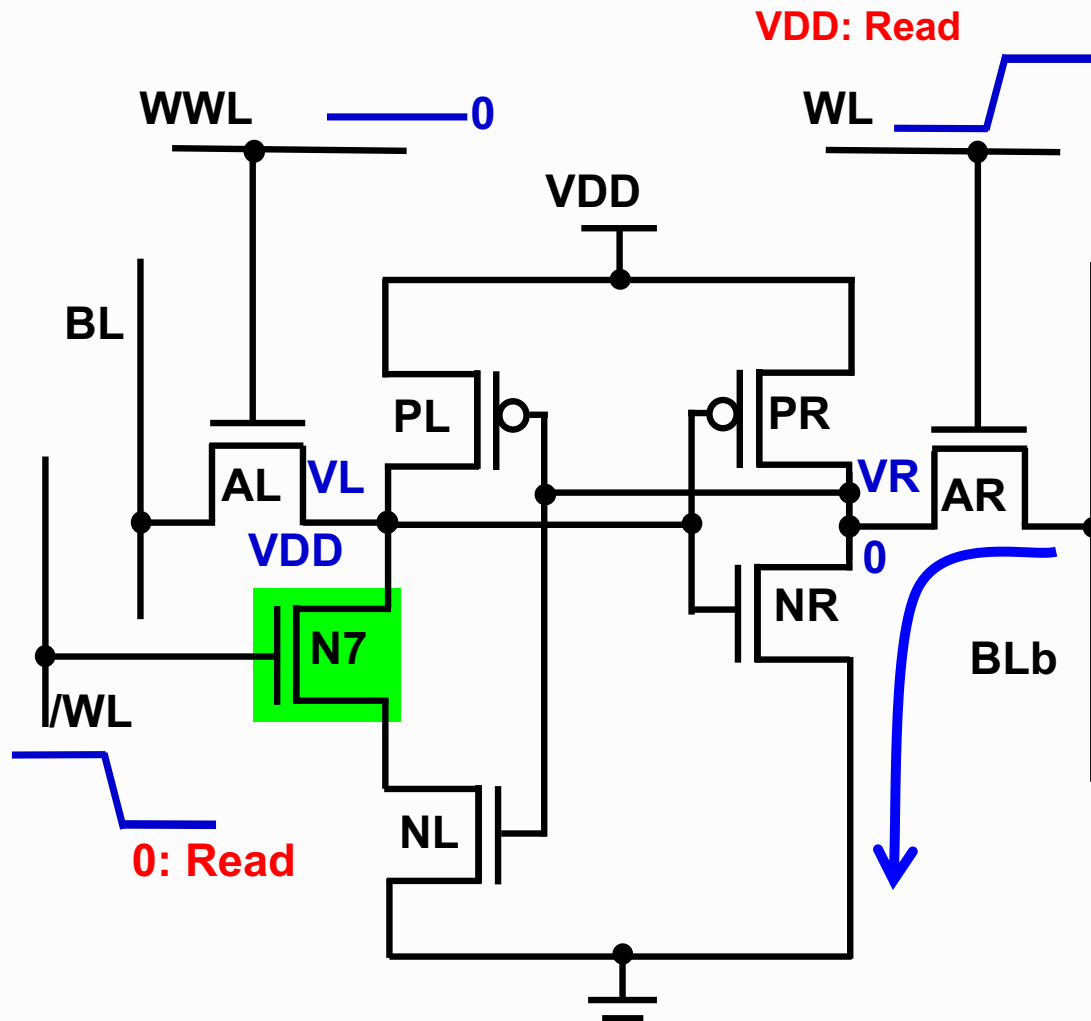 VDD: Read
WWL
0
WL
VDD
BL
PL
PR
AL
VL
VR
AR
VDD
0
N7
NR
BLb
/WL
NL
0: Read